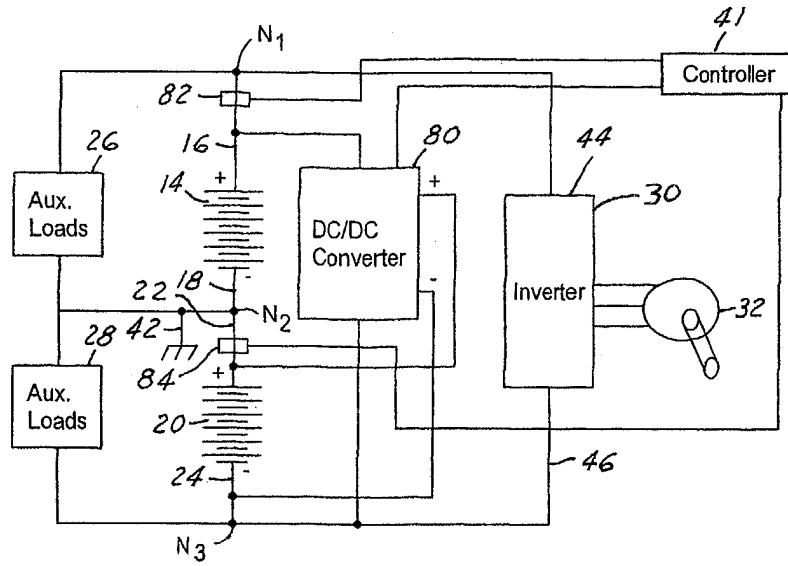 N1
41
Controller
82
16
80
26
Aux.
Loads
+
14
44
30
+
DC/DC
Converter
-
-
18
22
N2
Inverter
32
42
28
84
+
Aux.
Loads
20
46
24
-
N3